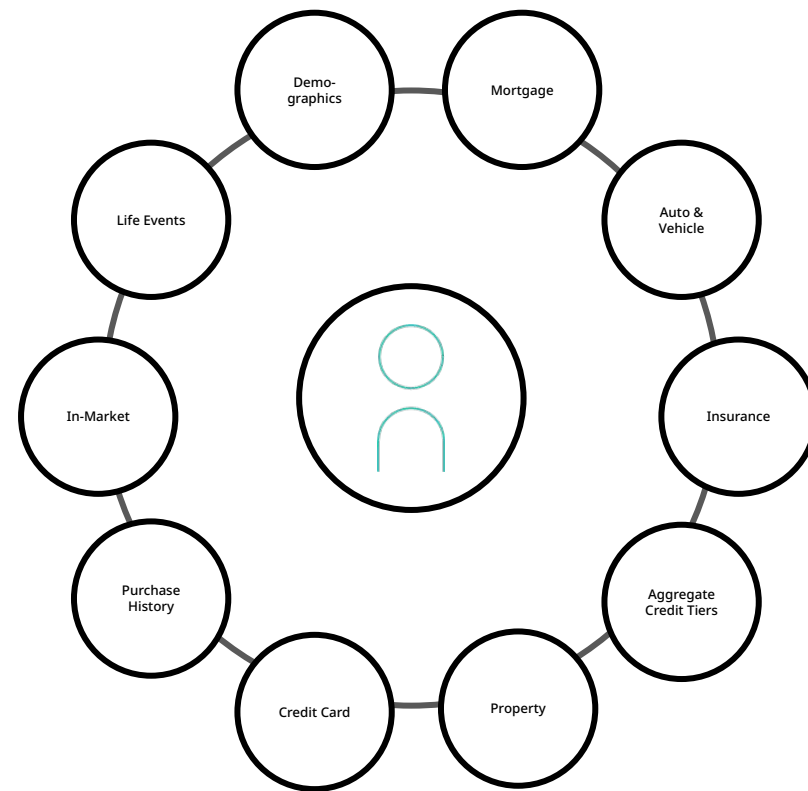 Demo-
graphics
Mortgage
Auto &
Vehicle
Insurance
Aggregate
Credit Tiers
Property
Credit Card
Purchase
History
In-Market
Life Events